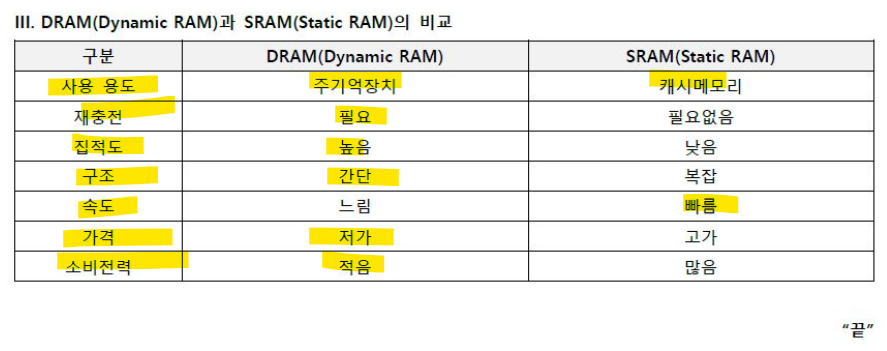 III. DRAM(Dynamic RAM)과 SRAM(Static RAM)의 비교
구분 DRAM(Dynamic RAM) SRAM(Static RAM)
사용 용도 주기억장치 캐시메모리
재충전 필요 필요없음
집적도 높음 낮음
구조 간단 복잡
속도 느림 빠름
가격 저가 고가
소비전력 적음 많음
“끝”